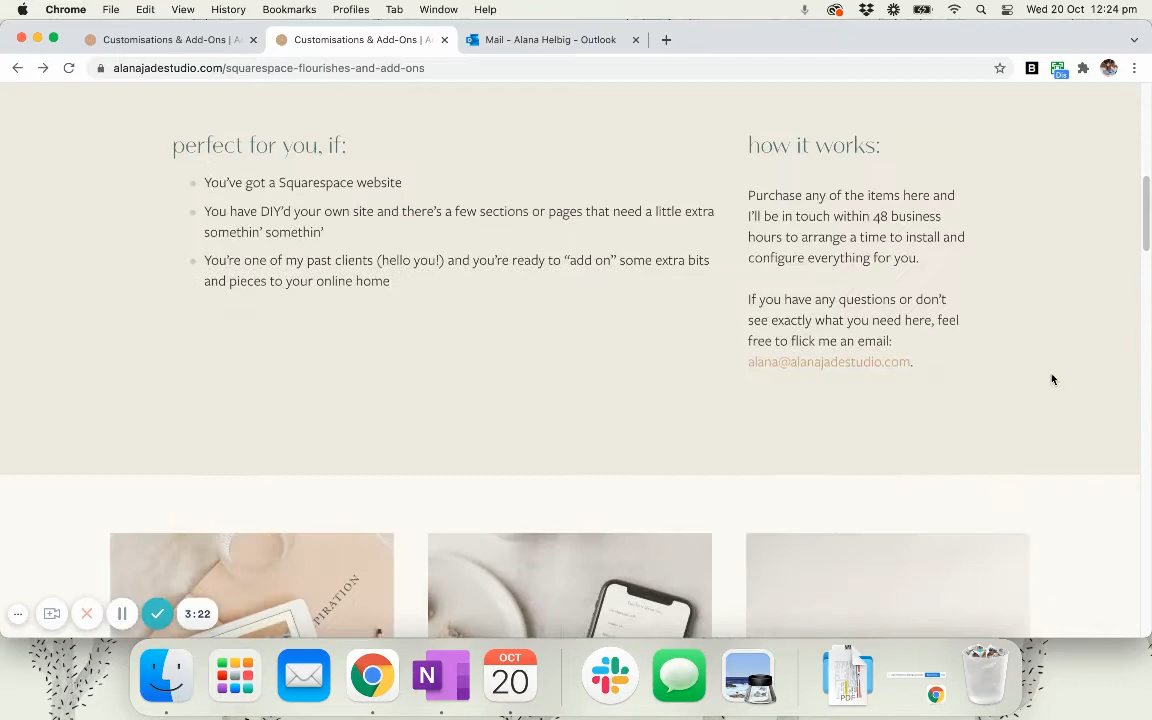 Chrome File Edit View History Bookmarks Profiles Tab Window Help Wed 20 Oct 12:24 pm
Customisations & Add-Ons | A Customisations & Add-Ons | A Mail - Alana Helbig - Outlook
alanajadestudio.com/squarespace-flourishes-and-add-ons
B
Dis
perfect for you, if:
You've got a Squarespace website
You have DIY'd your own site and there's a few sections or pages that need a little extra
somethin' somethin'
You're one of my past clients (hello you!) and you're ready to “add on” some extra bits
and pieces to your online home
how it works:
Purchase any of the items here and
I'll be in touch within 48 business
hours to arrange a time to install and
configure everything for you.
If you have any questions or don't
see exactly what you need here, feel
free to flick me an email:
alana@alanajadestudio.com.
PIRATION
3:22
N
OCT
20
PDF